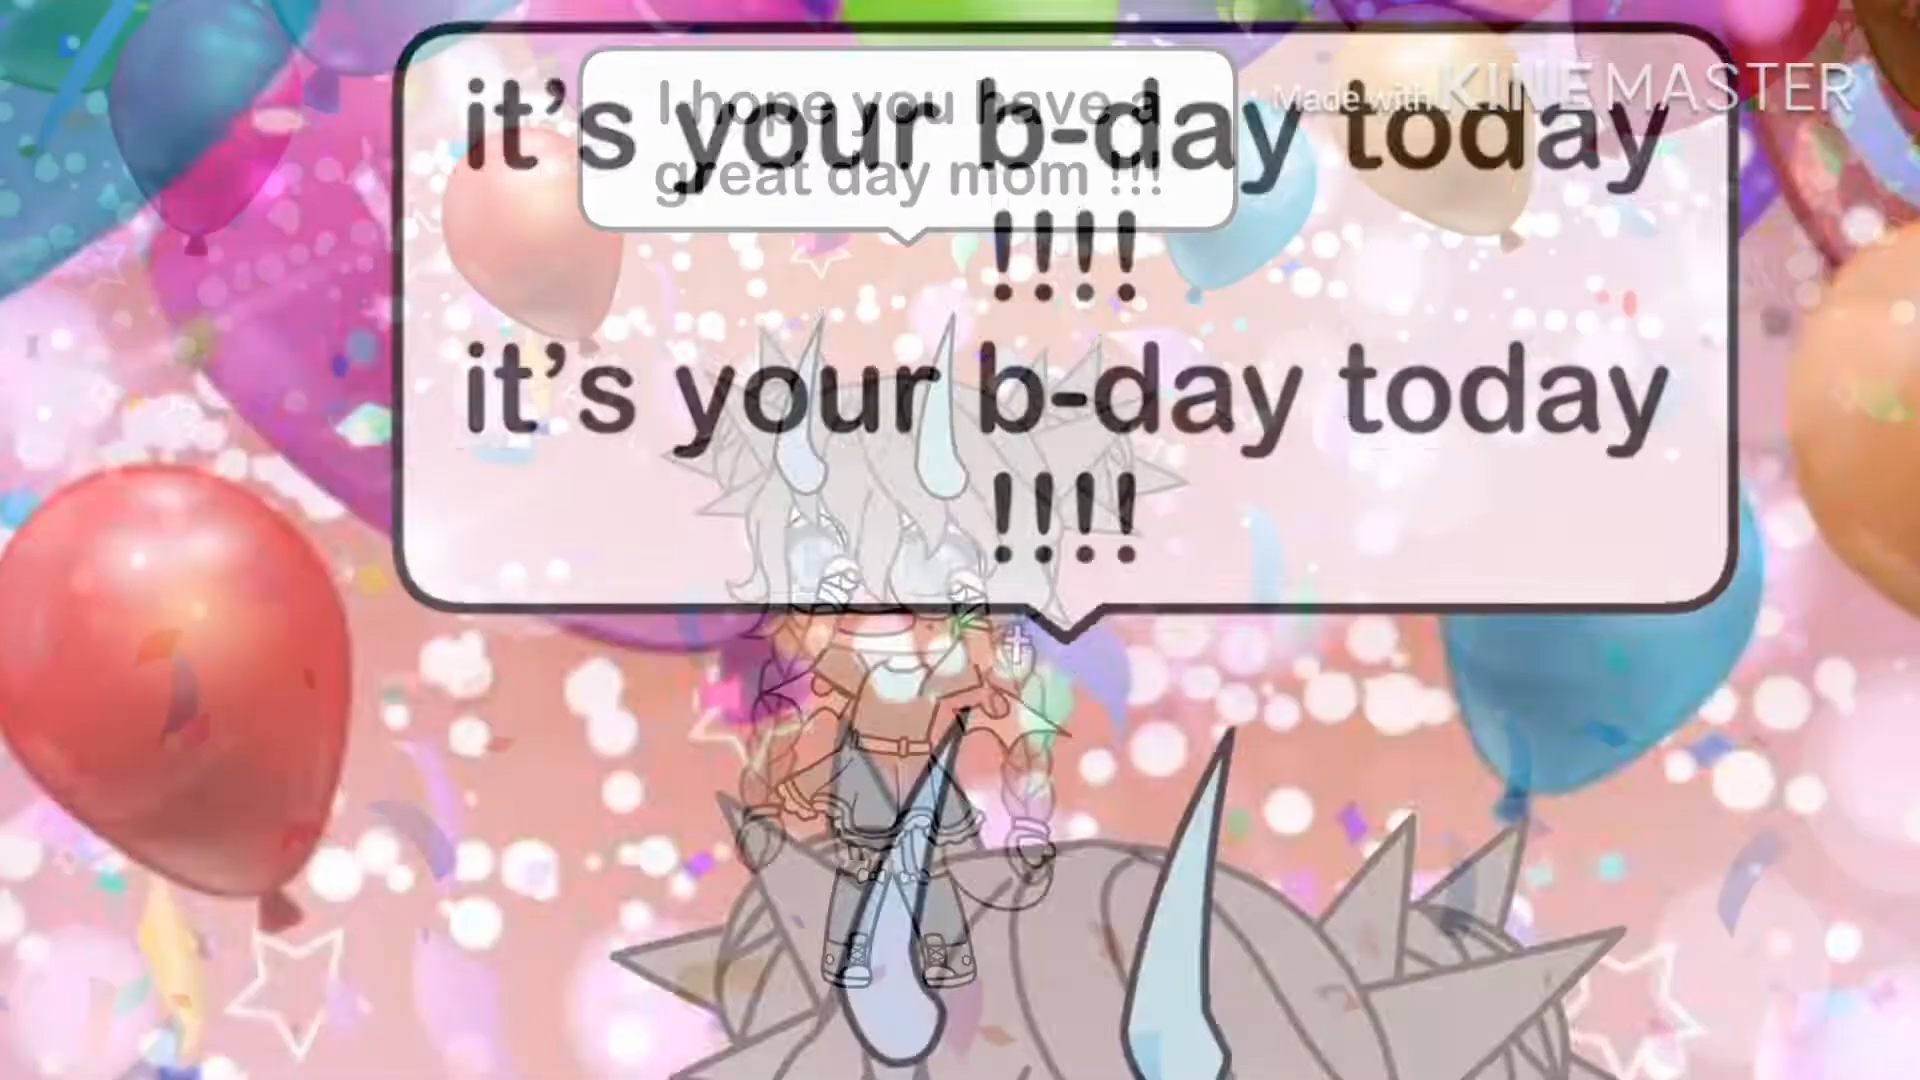 it’s your b-day today
!!!!
it’s your b-day today
!!!!
I hope you have a
great day mom !!!
Made with KINEMASTER